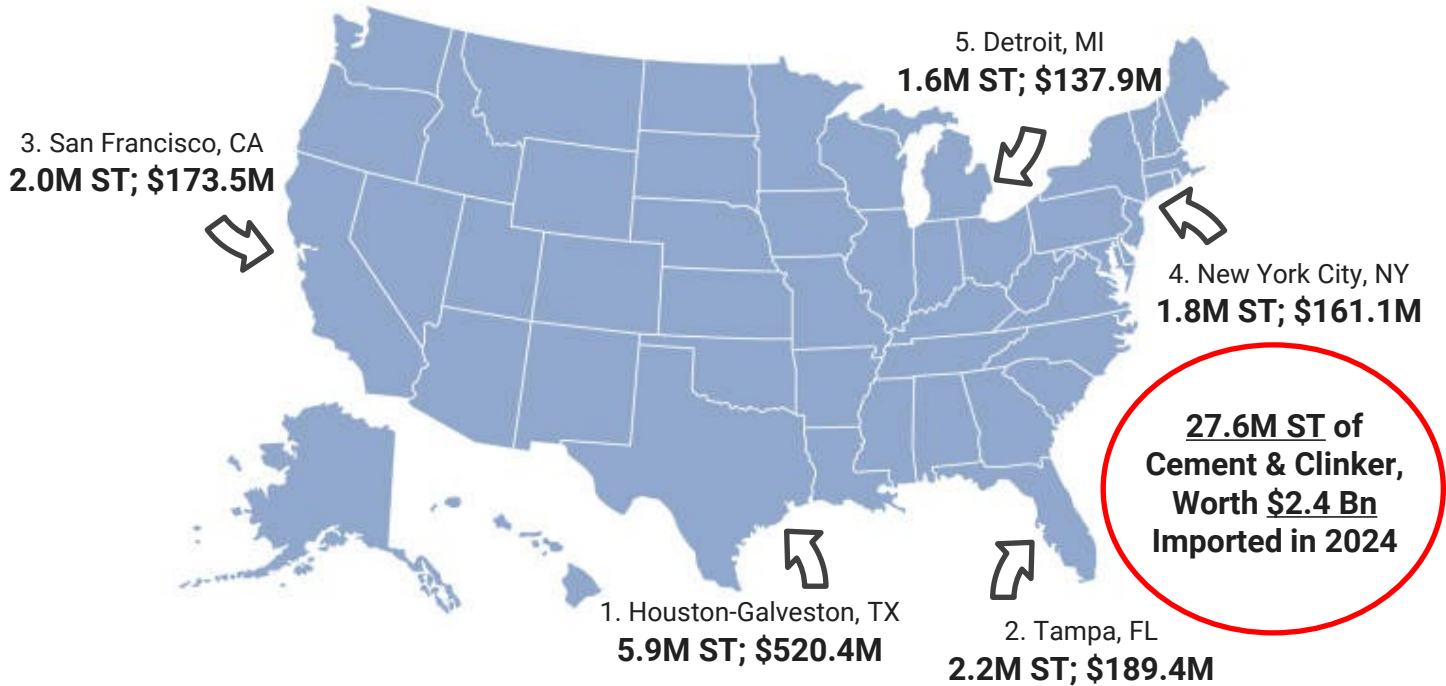 5. Detroit, MI
1.6M ST; $137.9M
3. San Francisco, CA
2.0M ST; $173.5M
4. New York City, NY
1.8M ST; $161.1M
27.6M ST of
Cement & Clinker,
Worth $2.4 Bn
Imported in 2024
1. Houston-Galveston, TX
5.9M ST; $520.4M
2. Tampa, FL
2.2M ST; $189.4M